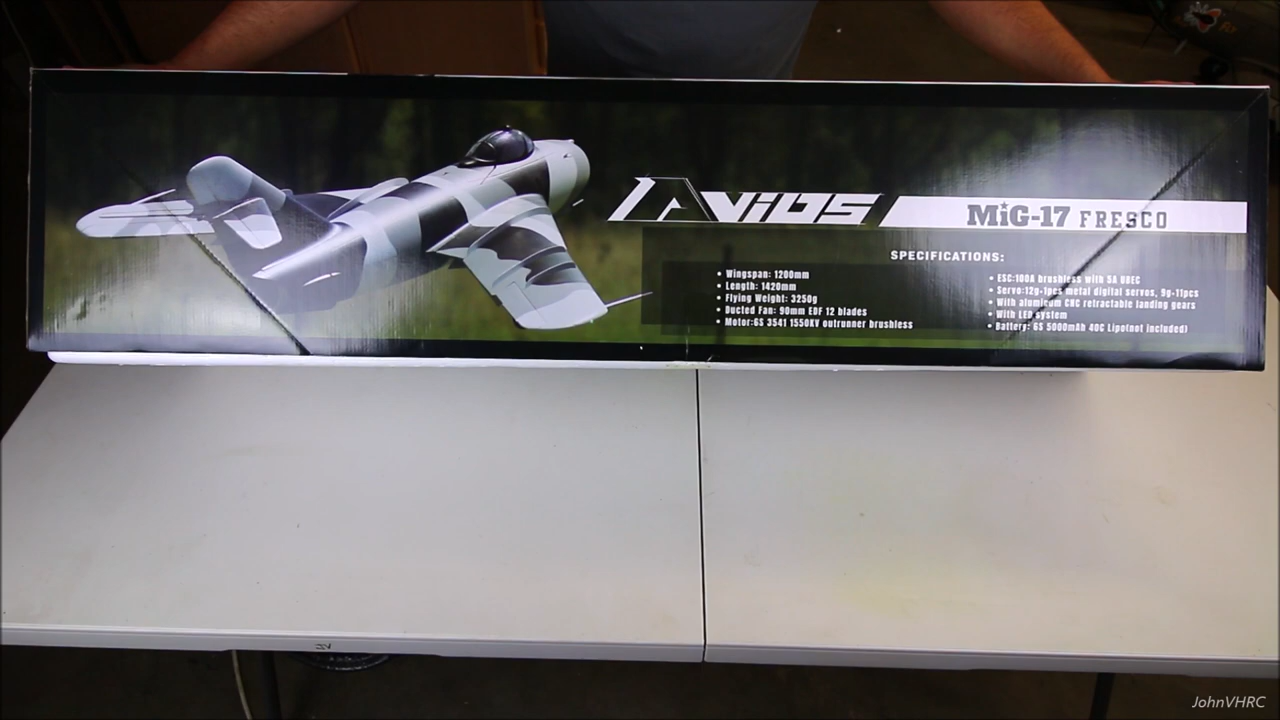 AVIOS
MiG-17 FRESCO
SPECIFICATIONS:
• Wingspan: 1200mm
• Length: 1420mm
• Flying Weight: 3250g
• Ducted Fan: 90mm EDF 12 blades
• Motor:6S 3541 1550KV outrunner brushless
• ESC:100A brushless with 5A UBEC
• Servo:12g-1pcs metal digital servos, 9g-11pcs
• With aluminum CNC retractable landing gears
• With LED system
• Battery: 6S 5000mAh 40C Lipo(not included)
JohnVHRC